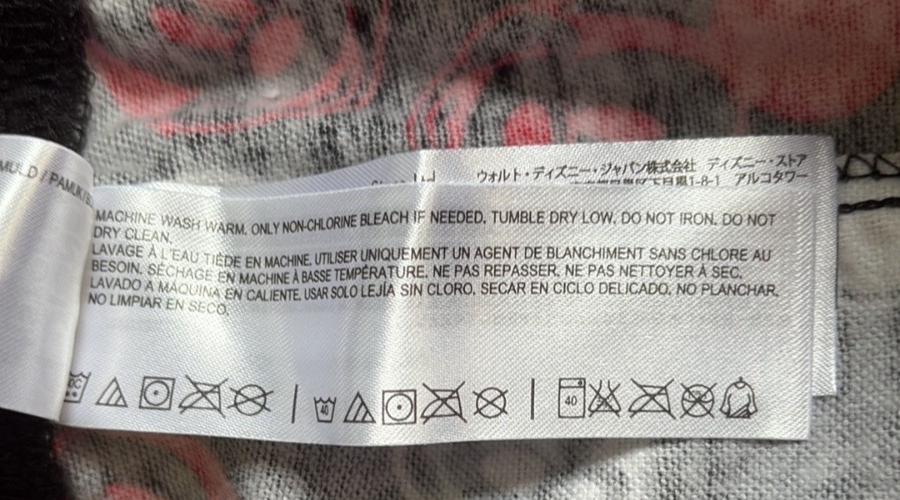 ウォルト・ディズニー・ジャパン株式会社 ディズニー・ストア
1-8-1 アルコタワー
MACHINE WASH WARM. ONLY NON-CHLORINE BLEACH IF NEEDED. TUMBLE DRY LOW. DO NOT IRON. DO NOT
DRY CLEAN.
LAVAGE À L'EAU TIÈDE EN MACHINE. UTILISER UNIQUEMENT UN AGENT DE BLANCHIMENT SANS CHLORE AU
BESOIN. SÉCHAGE EN MACHINE À BASSE TEMPÉRATURE. NE PAS REPASSER. NE PAS NETTOYER À SEC.
LAVADO A MÁQUINA EN CALIENTE. USAR SOLO LEJÍA SIN CLORO. SECAR EN CICLO DELICADO. NO PLANCHAR.
NO LIMPIAR EN SECO.
40 40